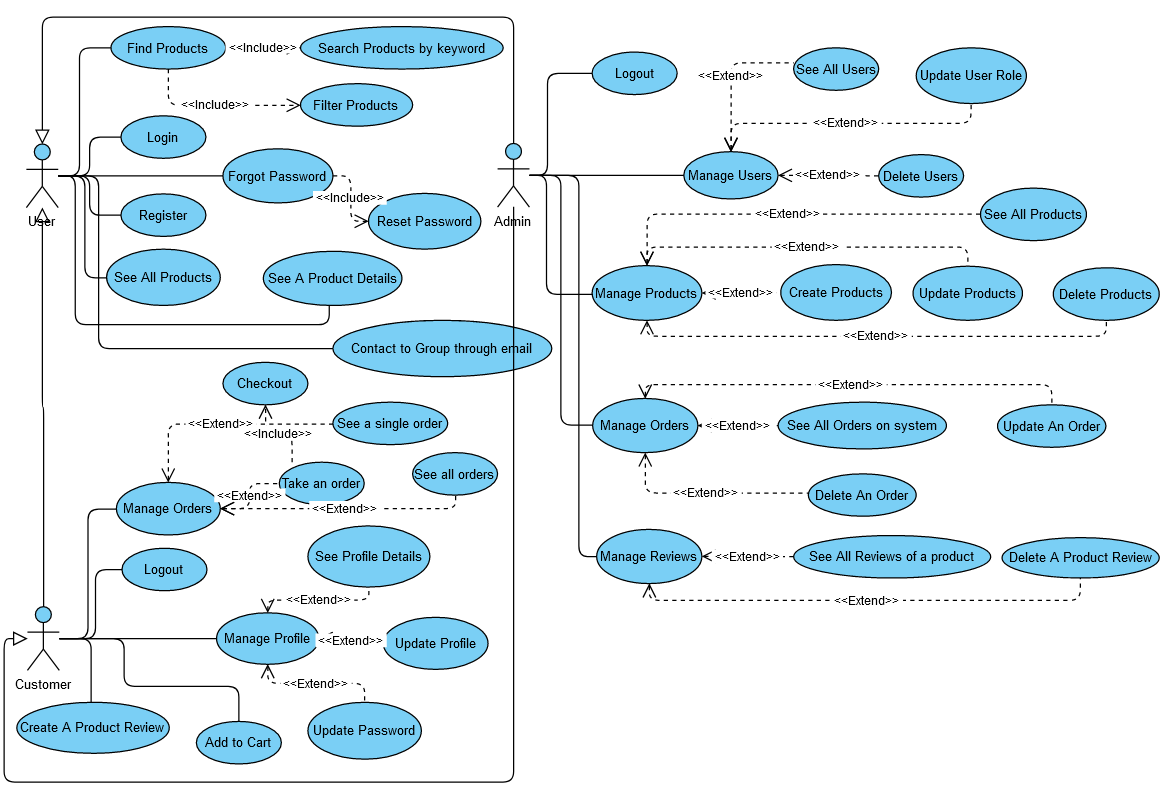 Find Products
<<Include>>
Search Products by keyword
<<Include>>
Filter Products
Login
Forgot Password
<<Include>>
Reset Password
User
Register
See All Products
See A Product Details
Contact to Group through email
Admin
Logout
<<Extend>>
See All Users
Update User Role
<<Extend>>
Manage Users
<<Extend>>
Delete Users
<<Extend>>
See All Products
<<Extend>>
Manage Products
<<Extend>>
Create Products
Update Products
Delete Products
<<Extend>>
<<Extend>>
Manage Orders
<<Extend>>
See All Orders on system
Update An Order
<<Extend>>
Delete An Order
Manage Reviews
<<Extend>>
See All Reviews of a product
Delete A Product Review
<<Extend>>
Checkout
<<Extend>>
See a single order
<<Include>>
Take an order
See all orders
<<Extend>>
Manage Orders
<<Extend>>
Logout
See Profile Details
<<Extend>>
Manage Profile
<<Extend>>
Update Profile
<<Extend>>
Customer
Create A Product Review
Add to Cart
Update Password